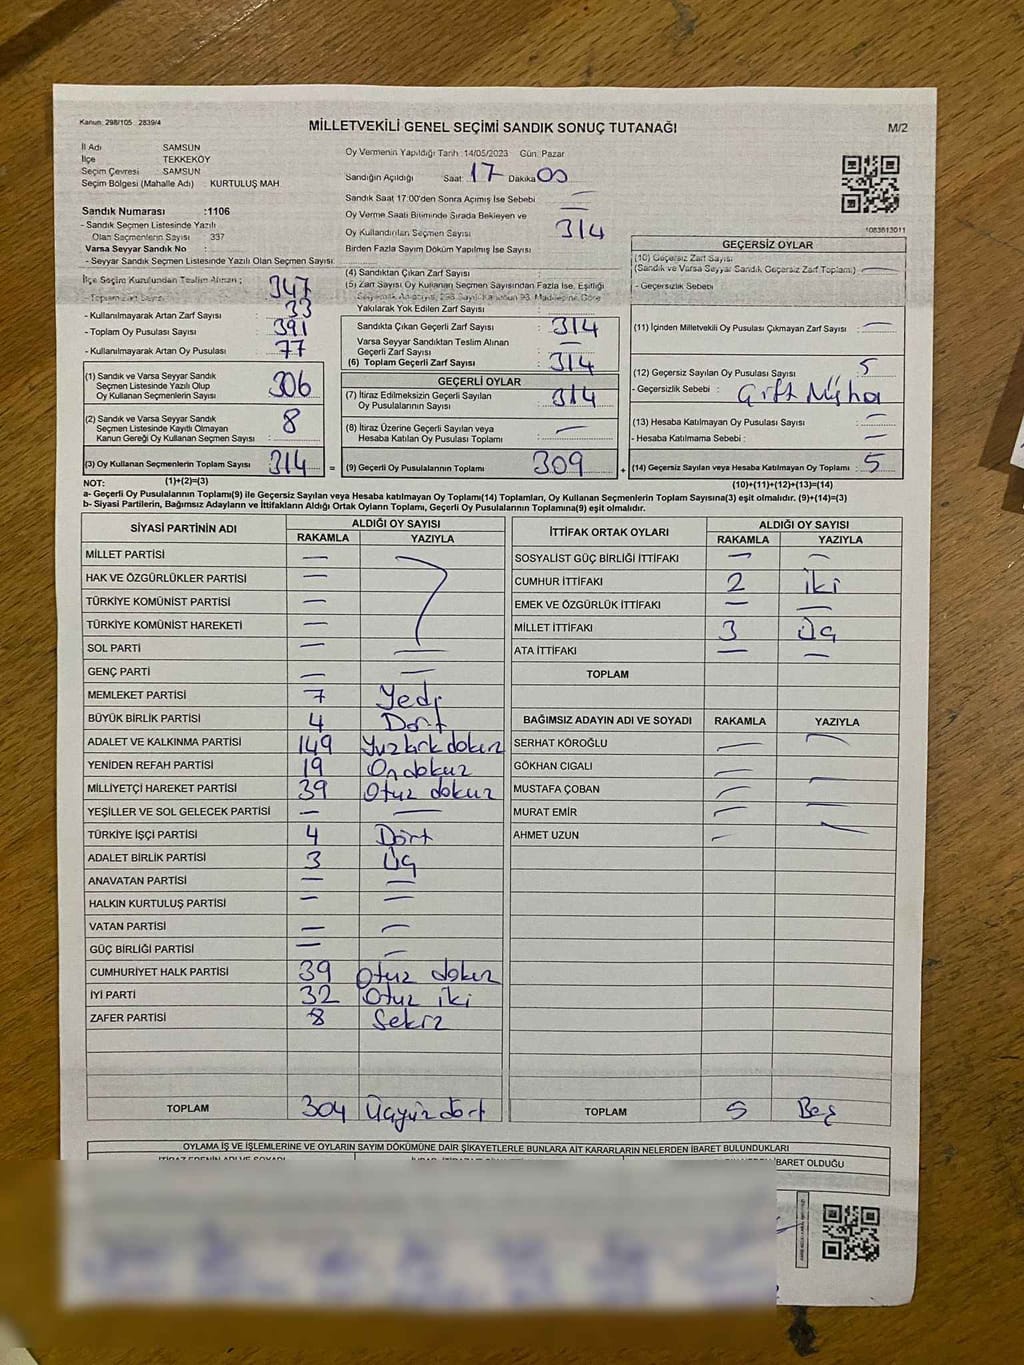 Kanun: 298/105 2839/4
MİLLETVEKİLİ GENEL SEÇİMİ SANDIK SONUÇ TUTANAĞI
M/2
İl Adı SAMSUN
İlçe TEKKEKÖY
Seçim Çevresi SAMSUN
Seçim Bölgesi (Mahalle Adı) KURTULUŞ MAH
Sandık Numarası :1106
- Sandık Seçmen Listesinde Yazılı
Olan Seçmenlerin Sayısı 337
Varsa Seyyar Sandık No :
- Seyyar Sandık Seçmen Listesinde Yazılı Olan Seçmen Sayısı:
Oy Vermenin Yapıldığı Tarih :14/05/2023 Gün: Pazar
Sandığın Açıldığı Saat: 17 Dakika 00
Sandık Saat 17:00'den Sonra Açımış İse Sebebi —
Oy Verme Saati Bitiminde Sırada Bekleyen ve
Oy Kullandırılan Seçmen Sayısı 314
Birden Fazla Sayım Döküm Yapılmış İse Sayısı
1083613011
İlçe Seçim Kurulundan Teslim Alınan ;
- Toplam Zarf Sayısı 347
- Kullanılmayarak Artan Zarf Sayısı : 33
- Toplam Oy Pusulası Sayısı : 391
- Kullanılmayarak Artan Oy Pusulası : 77
(1) Sandık ve Varsa Seyyar Sandık
Seçmen Listesinde Yazılı Olup
Oy Kullanan Seçmenlerin Sayısı : 306
(2) Sandık ve Varsa Seyyar Sandık
Seçmen Listesinde Kayıtlı Olmayan
Kanun Gereği Oy Kullanan Seçmen Sayısı : 8
(3) Oy Kullanan Seçmenlerin Toplam Sayısı : 314
(4) Sandıktan Çıkan Zarf Sayısı :
(5) Zarf Sayısı Oy Kullanan Seçmen Sayısından Fazla İse, Eşitliği
Yakılarak Yok Edilen Zarf Sayısı :
Sandıkta Çıkan Geçerli Zarf Sayısı : 314
Varsa Seyyar Sandıktan Teslim Alınan
Geçerli Zarf Sayısı : —
(6) Toplam Geçerli Zarf Sayısı : 314
GEÇERLİ OYLAR
(7) İtiraz Edilmeksizin Geçerli Sayılan
Oy Pusulalarının Sayısı : 314
(8) İtiraz Üzerine Geçerli Sayılan veya
Hesaba Katılan Oy Pusulası Toplamı : —
= (9) Geçerli Oy Pusulalarının Toplamı 309
GEÇERSİZ OYLAR
(10) Geçersiz Zarf Sayısı
(Sandık ve Varsa Seyyar Sandık Geçersiz Zarf Toplamı) : —
- Geçersizlik Sebebi
(11) İçinden Milletvekili Oy Pusulası Çıkmayan Zarf Sayısı : —
(12) Geçersiz Sayılan Oy Pusulası Sayısı : 5
- Geçersizlik Sebebi : Çift Mühür
(13) Hesaba Katılmayan Oy Pusulası Sayısı : —
- Hesaba Katılmama Sebebi : —
+ (14) Geçersiz Sayılan veya Hesaba Katılmayan Oy Toplamı : 5
NOT: (1)+(2)=(3) (10)+(11)+(12)+(13)=(14)
a- Geçerli Oy Pusulalarının Toplamı(9) ile Geçersiz Sayılan veya Hesaba katılmayan Oy Toplamı(14) Toplamları, Oy Kullanan Seçmenlerin Toplam Sayısına(3) eşit olmalıdır. (9)+(14)=(3)
b- Siyasi Partilerin, Bağımsız Adayların ve İttifakların Aldığı Ortak Oyların Toplamı, Geçerli Oy Pusulalarının Toplamına(9) eşit olmalıdır.
SİYASİ PARTİNİN ADI ALDIĞI OY SAYISI
RAKAMLA YAZIYLA
MİLLET PARTİSİ —
HAK VE ÖZGÜRLÜKLER PARTİSİ —
TÜRKİYE KOMÜNİST PARTİSİ —
TÜRKİYE KOMÜNİST HAREKETİ —
SOL PARTİ — —
GENÇ PARTİ — —
MEMLEKET PARTİSİ 7 Yedi
BÜYÜK BİRLİK PARTİSİ 4 Dört
ADALET VE KALKINMA PARTİSİ 149 Yüzkırkdokuz
YENİDEN REFAH PARTİSİ 19 Ondokuz
MİLLİYETÇİ HAREKET PARTİSİ 39 Otuz dokuz
YEŞİLLER VE SOL GELECEK PARTİSİ — —
TÜRKİYE İŞÇİ PARTİSİ 4 Dört
ADALET BİRLİK PARTİSİ 3 Üç
ANAVATAN PARTİSİ — —
HALKIN KURTULUŞ PARTİSİ — —
VATAN PARTİSİ — —
GÜÇ BİRLİĞİ PARTİSİ — —
CUMHURİYET HALK PARTİSİ 39 Otuz dokuz
İYİ PARTİ 32 Otuz iki
ZAFER PARTİSİ 8 Sekiz
TOPLAM 304 Üçyüz dört
İTTİFAK ORTAK OYLARI ALDIĞI OY SAYISI
RAKAMLA YAZIYLA
SOSYALİST GÜÇ BİRLİĞİ İTTİFAKI — —
CUMHUR İTTİFAKI 2 iki
EMEK VE ÖZGÜRLÜK İTTİFAKI — —
MİLLET İTTİFAKI 3 Üç
ATA İTTİFAKI — —
TOPLAM
BAĞIMSIZ ADAYIN ADI VE SOYADI RAKAMLA YAZIYLA
SERHAT KÖROĞLU — —
GÖKHAN CIGALI —
MUSTAFA ÇOBAN — —
MURAT EMİR — —
AHMET UZUN — —
TOPLAM 5 Beş
OYLAMA İŞ VE İŞLEMLERİNE VE OYLARIN SAYIM DÖKÜMÜNE DAİR ŞİKAYETLERLE BUNLARA AİT KARARLARIN NELERDEN İBARET BULUNDUKLARI
İBARET OLDUĞU